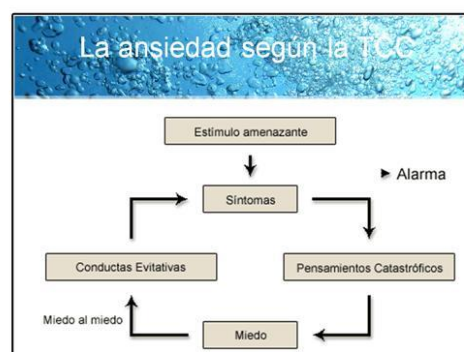 La ansiedad según la TCC
Estímulo amenazante
Alarma
Síntomas
Conductas Evitativas
Pensamientos Catastróficos
Miedo al miedo
Miedo